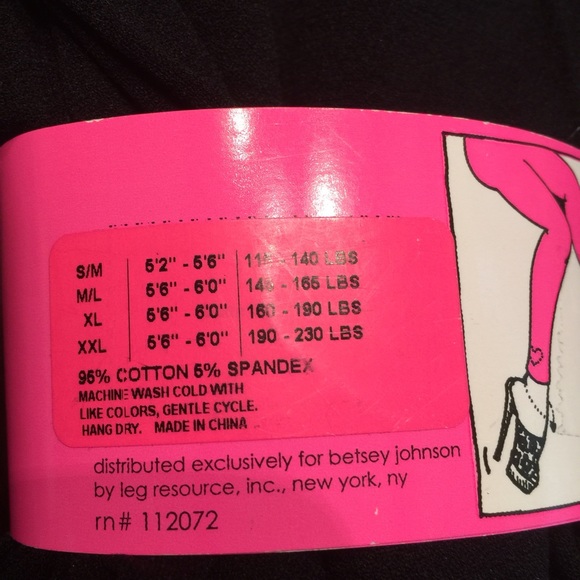 S/M 5'2" - 5'6" - 140 LBS
M/L 5'6" - 6'0" - 165 LBS
XL 5'6" - 6'0" 160 - 190 LBS
XXL 5'6" - 6'0" 190 - 230 LBS
95% COTTON 5% SPANDEX
MACHINE WASH COLD WITH
LIKE COLORS, GENTLE CYCLE.
HANG DRY. MADE IN CHINA
distributed exclusively for betsey johnson
by leg resource, inc., new york, ny
rn# 112072